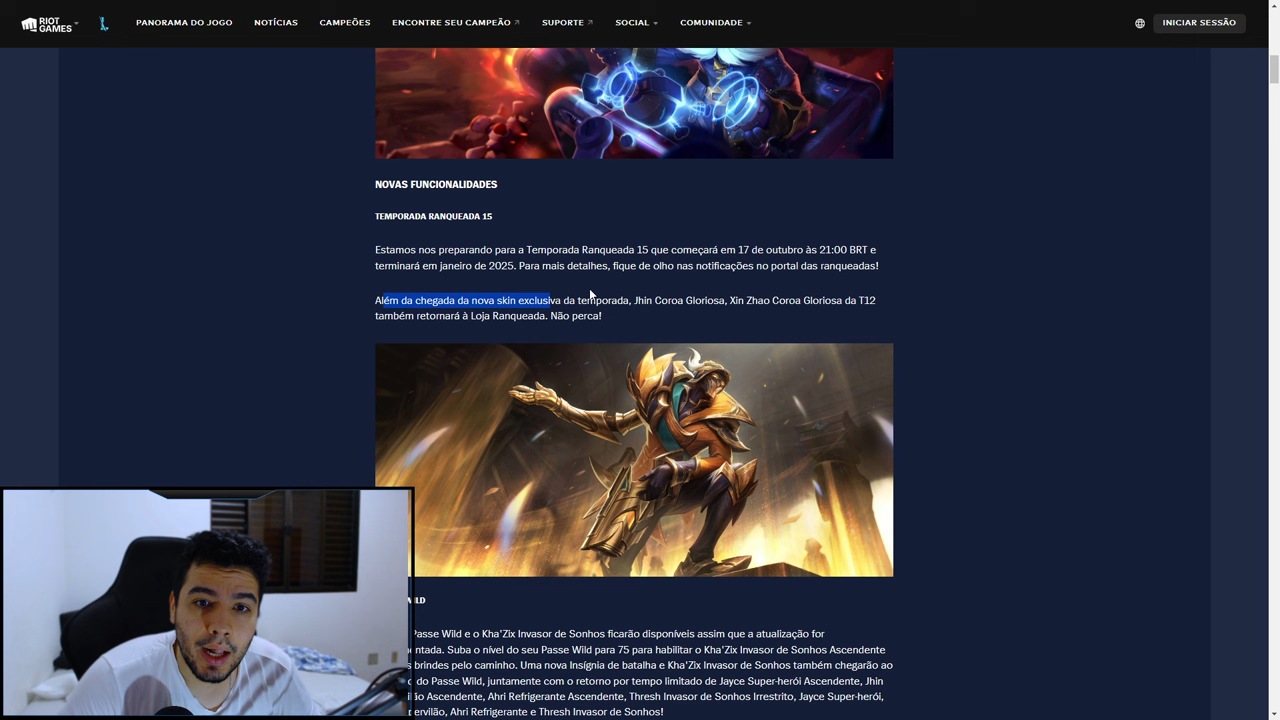 RIOT GAMES
PANORAMA DO JOGO
NOTÍCIAS
CAMPEÕES
ENCONTRE SEU CAMPEÃO
SUPORTE
SOCIAL
COMUNIDADE
INICIAR SESSÃO
NOVAS FUNCIONALIDADES
TEMPORADA RANQUEADA 15
Estamos nos preparando para a Temporada Ranqueada 15 que começará em 17 de outubro às 21:00 BRT e
terminará em janeiro de 2025. Para mais detalhes, fique de olho nas notificações no portal das ranqueadas!
Além da chegada da nova skin exclusiva da temporada, Jhin Coroa Gloriosa, Xin Zhao Coroa Gloriosa da T12
também retornará à Loja Ranqueada. Não perca!
Passe Wild e o Kha'Zix Invasor de Sonhos ficarão disponíveis assim que a atualização for
Suba o nível do seu Passe Wild para 75 para habilitar o Kha'Zix Invasor de Sonhos Ascendente
brindes pelo caminho. Uma nova Insígnia de batalha e Kha'Zix Invasor de Sonhos também chegarão ao
do Passe Wild, juntamente com o retorno por tempo limitado de Jayce Super-herói Ascendente, Jhin
Ascendente, Ahri Refrigerante Ascendente, Thresh Invasor de Sonhos Irrestrito, Jayce Super-herói,
Ahri Refrigerante e Thresh Invasor de Sonhos!